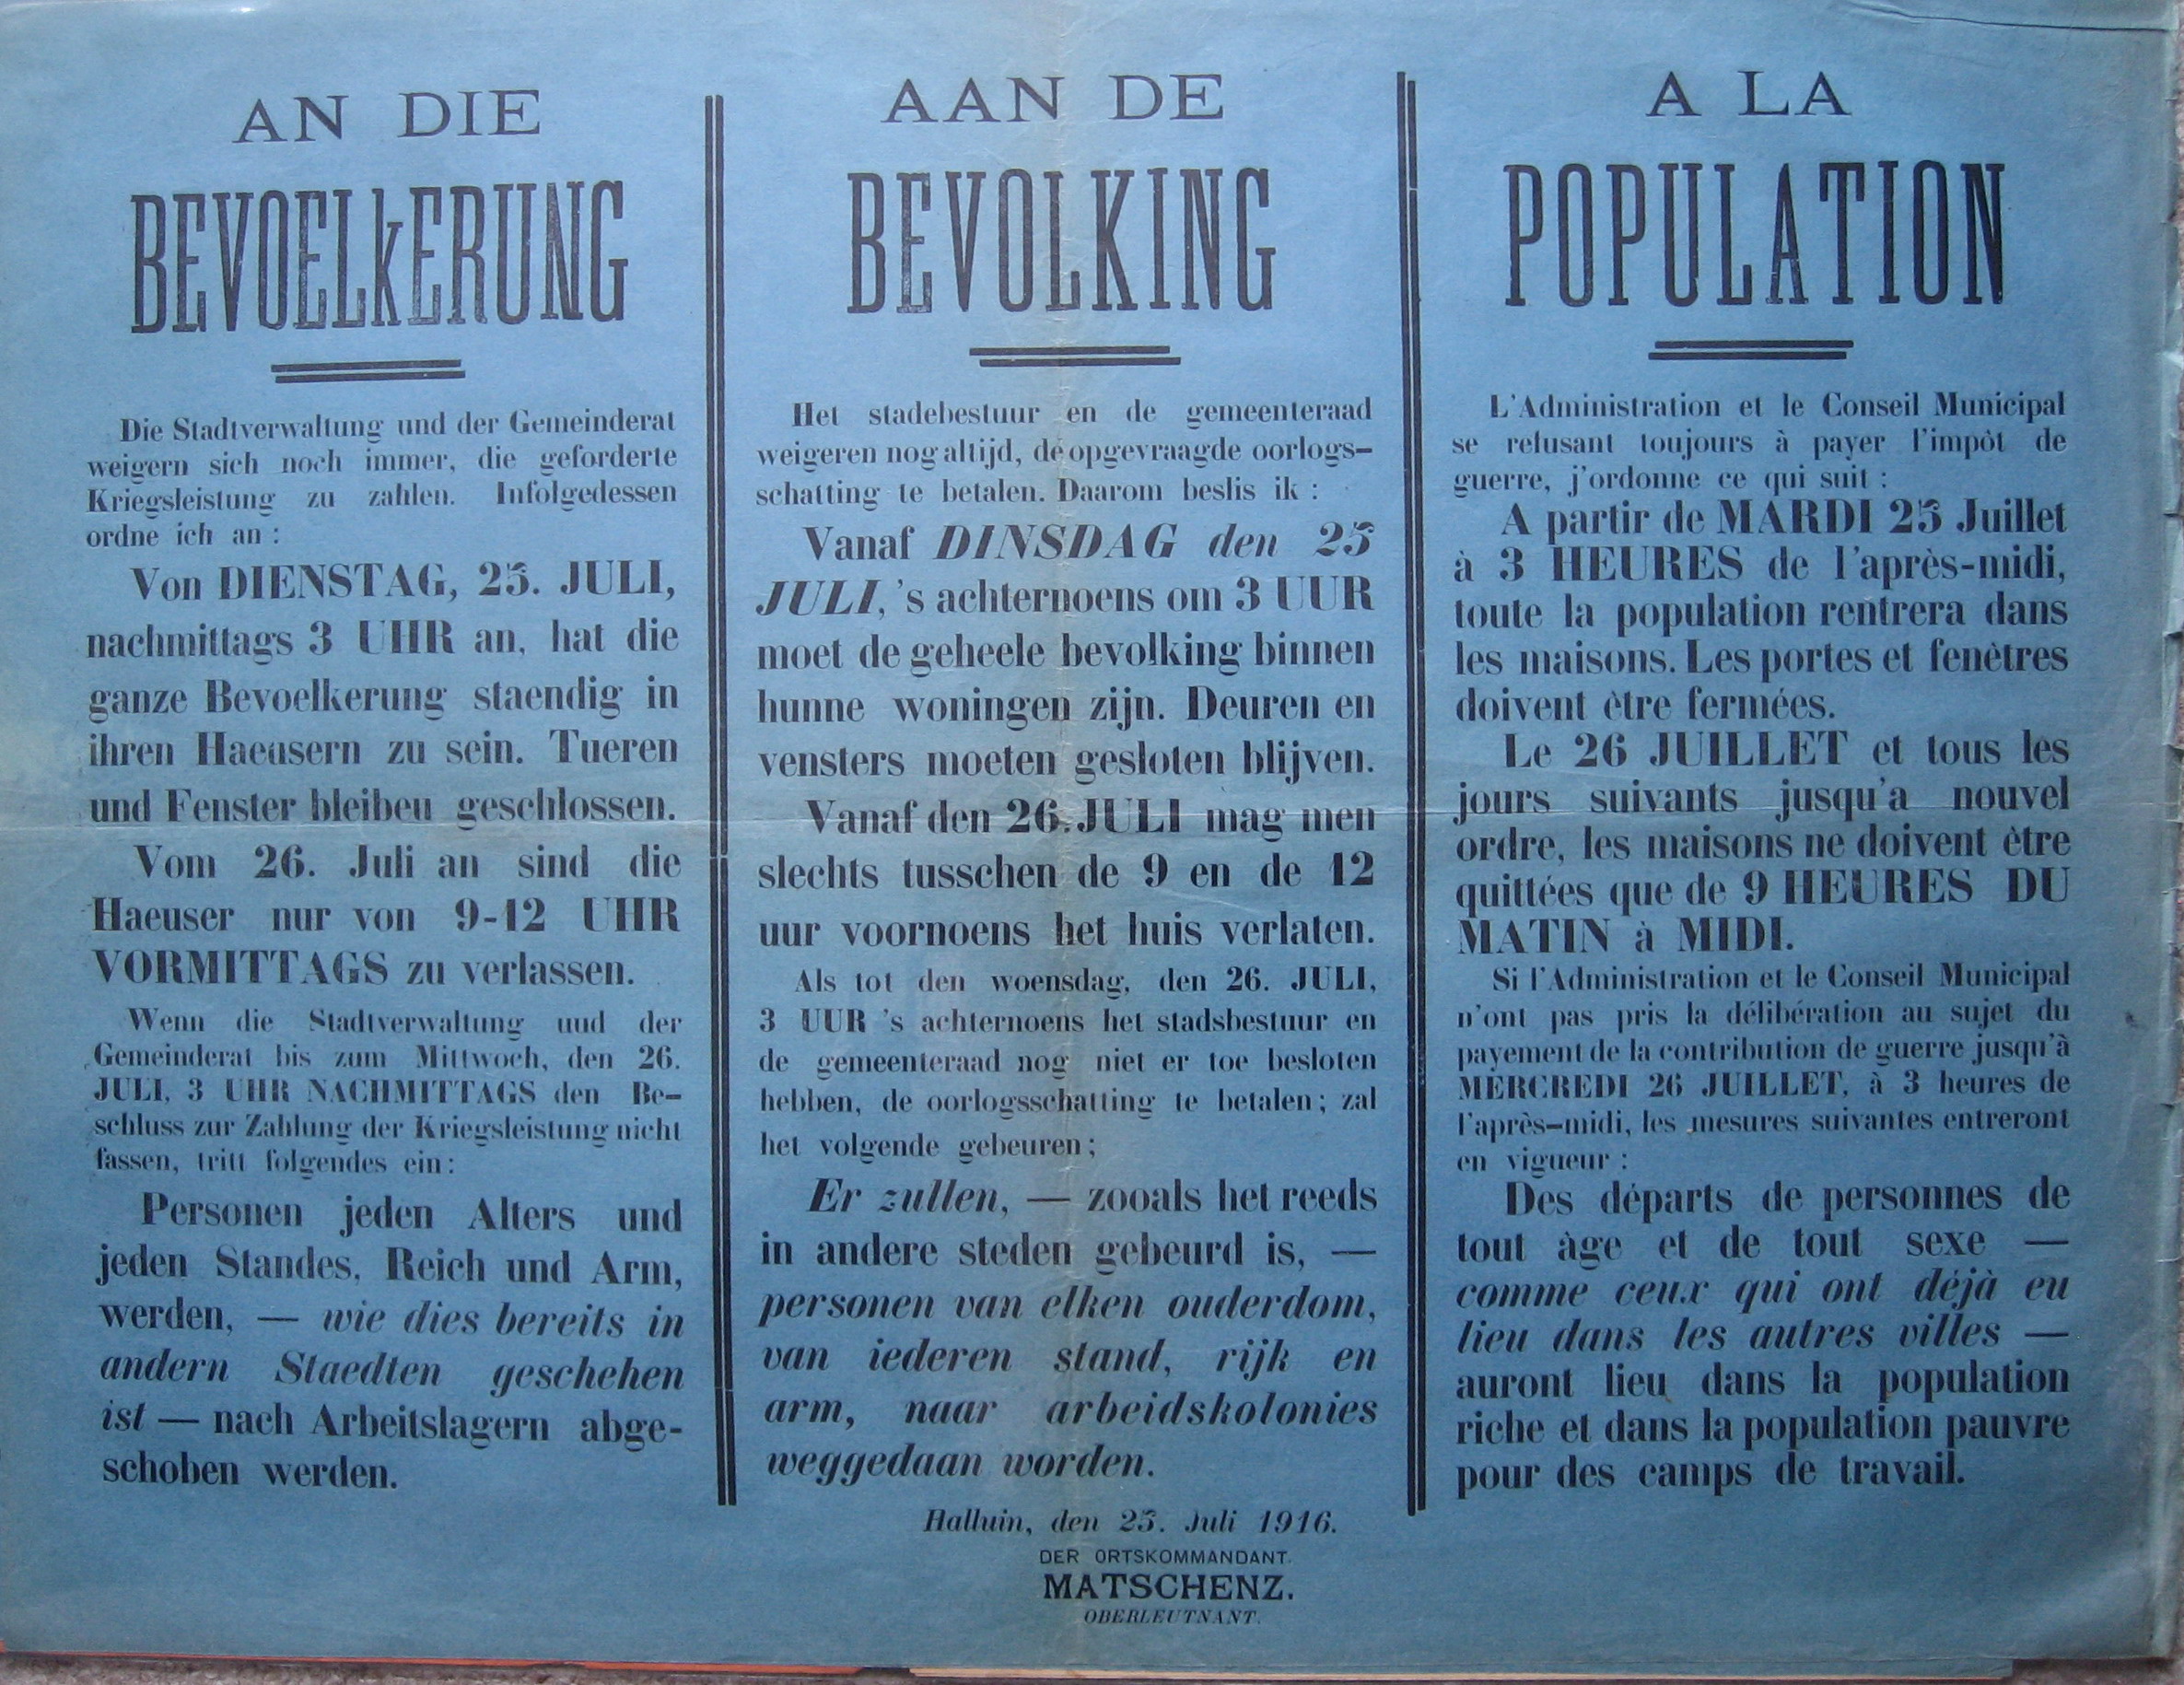 AN DIE
BEVOELkERUNG
Die Stadtverwaltung und der Gemeinderat
weigern sich noch immer, die geforderte
Kriegsleistung zu zahlen. Infolgedessen
ordne ich an :
Von DIENSTAG, 25. JULI,
nachmittags 3 UHR an, hat die
ganze Bevoelkerung staendig in
ihren Haeusern zu sein. Tueren
und Fenster bleiben geschlossen.
Vom 26. Juli an sind die
Haeuser nur von 9-12 UHR
VORMITTAGS zu verlassen.
Wenn die Stadtverwaltung und der
Gemeinderat bis zum Mittwoch, den 26.
JULI, 3 UHR NACHMITTAGS den Be-
schluss zur Zahlung der Kriegsleistung nicht
fassen, tritt folgendes ein :
Personen jeden Alters und
jeden Standes, Reich und Arm,
werden, — wie dies bereits in
andern Staedten geschehen
ist — nach Arbeitslagern abge-
schoben werden.
AAN DE
BEVOLKING
Het stadebestuur en de gemeenteraad
weigeren nog altijd, de opgevraagde oorlogs-
schatting te betalen. Daarom beslis ik :
Vanaf DINSDAG den 25
JULI, 's achternoens om 3 UUR
moet de geheele bevolking binnen
hunne woningen zijn. Deuren en
vensters moeten gesloten blijven.
Vanaf den 26. JULI mag men
slechts tusschen de 9 en de 12
uur voornoens het huis verlaten.
Als tot den woensdag, den 26. JULI,
3 UUR 's achternoens het stadsbestuur en
de gemeenteraad nog niet er toe besloten
hebben, de oorlogsschatting te betalen ; zal
het volgende gebeuren ;
Er zullen, — zooals het reeds
in andere steden gebeurd is, —
personen van elken ouderdom,
van iederen stand, rijk en
arm, naar arbeidskolonies
weggedaan worden.
A LA
POPULATION
L'Administration et le Conseil Municipal
se refusant toujours à payer l'impôt de
guerre, j'ordonne ce qui suit :
A partir de MARDI 25 Juillet
à 3 HEURES de l'après-midi,
toute la population rentrera dans
les maisons. Les portes et fenêtres
doivent être fermées.
Le 26 JUILLET et tous les
jours suivants jusqu'a nouvel
ordre, les maisons ne doivent être
quittées que de 9 HEURES DU
MATIN à MIDI.
Si l'Administration et le Conseil Municipal
n'ont pas pris la délibération au sujet du
payement de la contribution de guerre jusqu'à
MERCREDI 26 JUILLET, à 3 heures de
l'après-midi, les mesures suivantes entreront
en vigueur :
Des départs de personnes de
tout âge et de tout sexe —
comme ceux qui ont déjà eu
lieu dans les autres villes —
auront lieu dans la population
riche et dans la population pauvre
pour des camps de travail.
Halluin, den 25. Juli 1916.
DER ORTSKOMMANDANT.
MATSCHENZ.
OBERLEUTNANT.